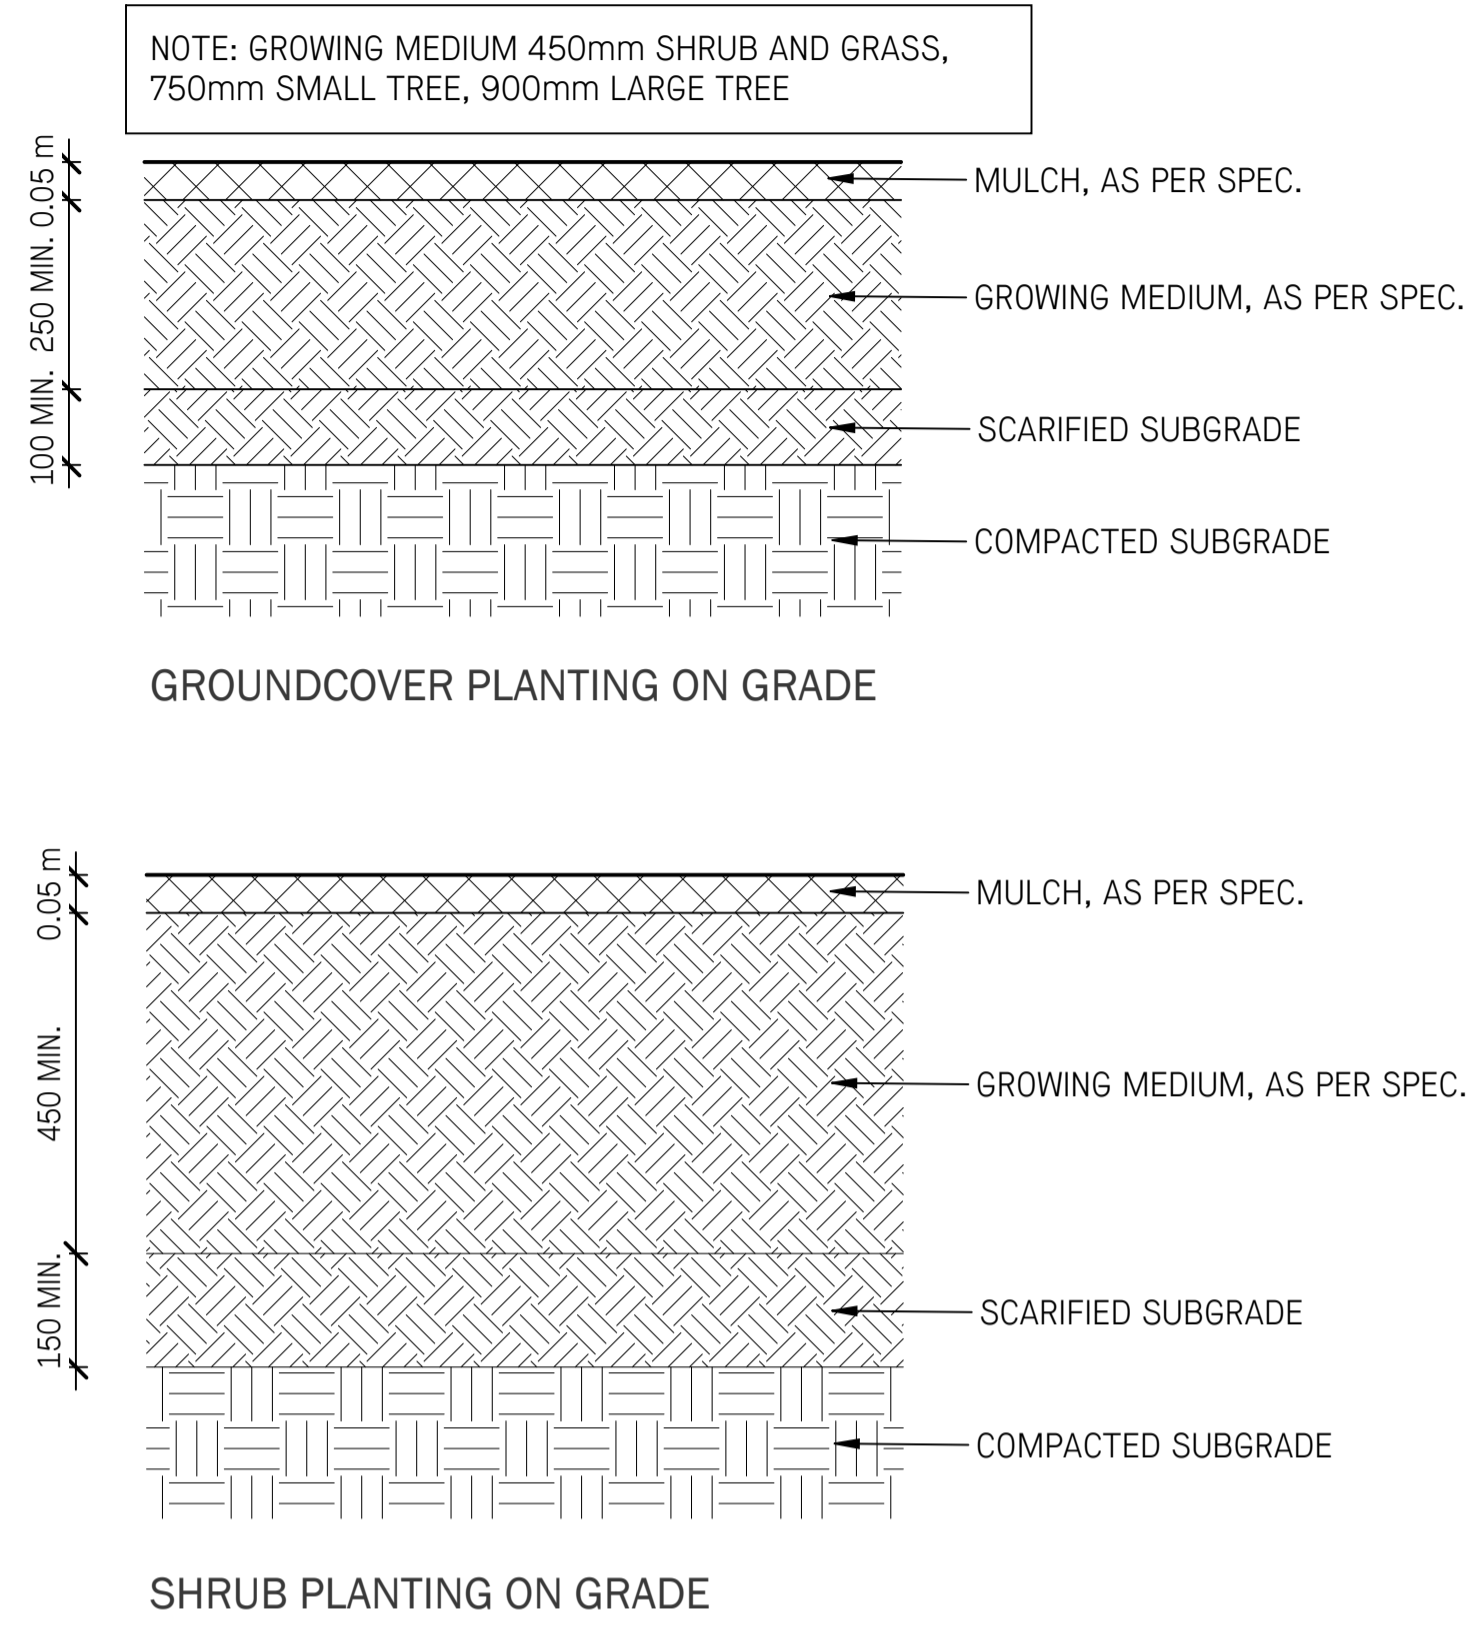 NOTE: GROWING MEDIUM 450mm SHRUB AND GRASS,
750mm SMALL TREE, 900mm LARGE TREE
0.05 m
250 MIN.
100 MIN.
MULCH, AS PER SPEC.
GROWING MEDIUM, AS PER SPEC.
SCARIFIED SUBGRADE
COMPACTED SUBGRADE
GROUNDCOVER PLANTING ON GRADE
0.05 m
450 MIN.
150 MIN.
MULCH, AS PER SPEC.
GROWING MEDIUM, AS PER SPEC.
SCARIFIED SUBGRADE
COMPACTED SUBGRADE
SHRUB PLANTING ON GRADE